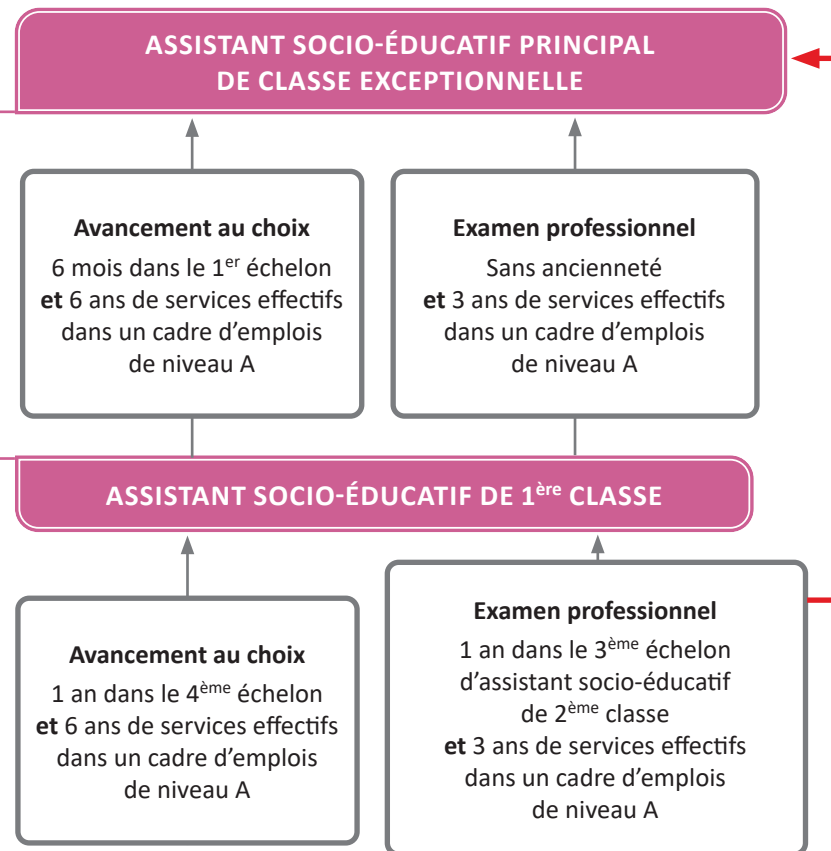 ASSISTANT SOCIO-ÉDUCATIF PRINCIPAL
DE CLASSE EXCEPTIONNELLE
Avancement au choix
6 mois dans le 1er échelon
et 6 ans de services effectifs
dans un cadre d’emplois
de niveau A
Examen professionnel
Sans ancienneté
et 3 ans de services effectifs
dans un cadre d’emplois
de niveau A
ASSISTANT SOCIO-ÉDUCATIF DE 1ère CLASSE
Avancement au choix
1 an dans le 4ème échelon
et 6 ans de services effectifs
dans un cadre d’emplois
de niveau A
Examen professionnel
1 an dans le 3ème échelon
d’assistant socio-éducatif
de 2ème classe
et 3 ans de services effectifs
dans un cadre d’emplois
de niveau A